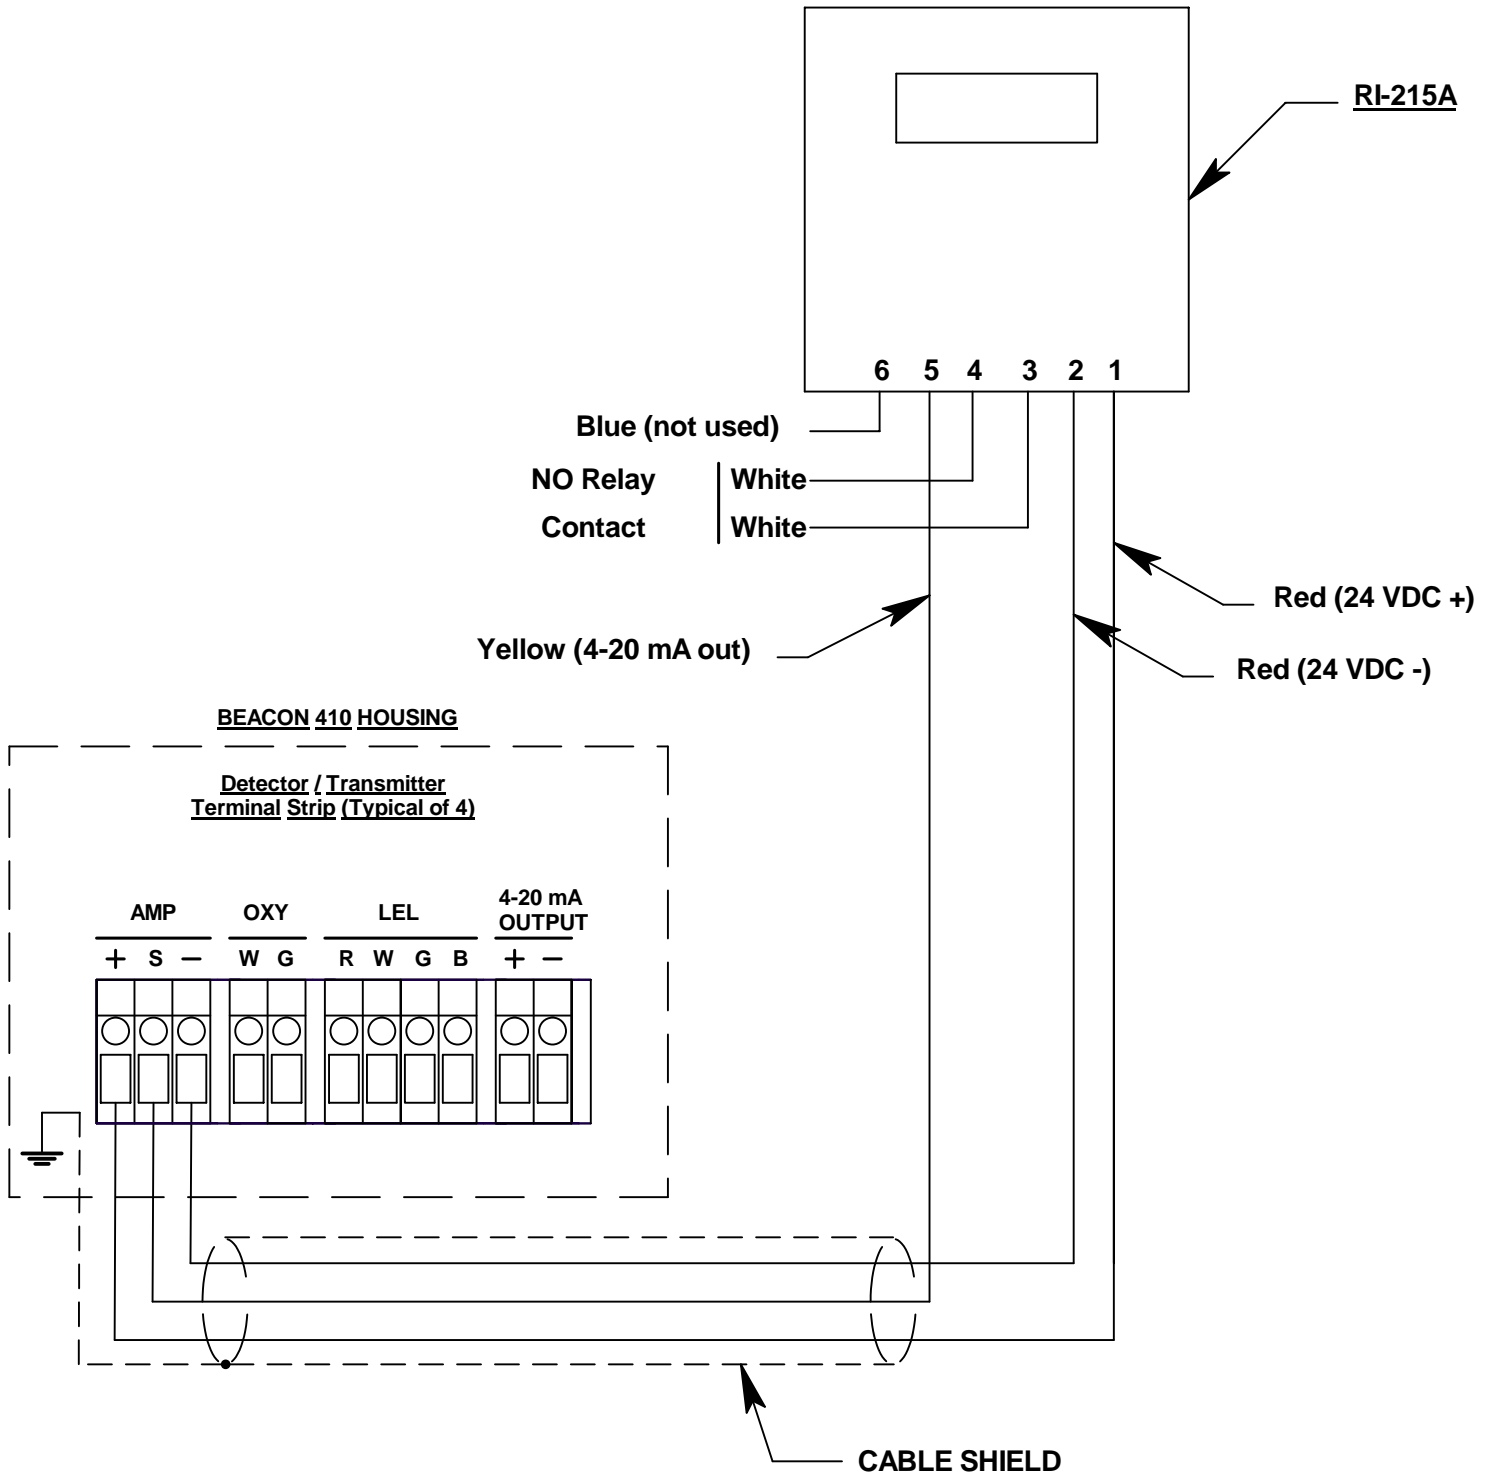 RI-215A
6 5 4 3 2 1
Blue (not used)
NO Relay White
Contact White
Red (24 VDC +)
Yellow (4-20 mA out)
Red (24 VDC -)
BEACON 410 HOUSING
Detector / Transmitter
Terminal Strip (Typical of 4)
AMP OXY LEL 4-20 mA
OUTPUT
+ S − W G R W G B + −
CABLE SHIELD